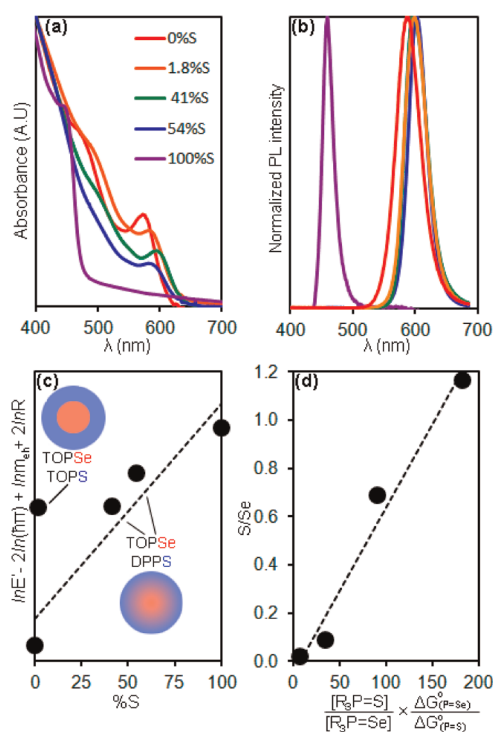 (a)
0%S
1.8%S
41%S
54%S
100%S
Absorbance (A.U)
400 500 600 700
λ (nm)
(b)
Normalized PL intensity
400 500 600 700
λ (nm)
(c)
TOPSe
TOPS
TOPSe
DPPS
lnE' - 2ln(ħπ) + lnm_eh + 2lnR
0 25 50 75 100
%S
(d)
S/Se
1.2
1.0
0.8
0.6
0.4
0.2
0.0
0 50 100 150 200
[R₃P=S] / [R₃P=Se] × ΔG°(P=Se) / ΔG°(P=S)